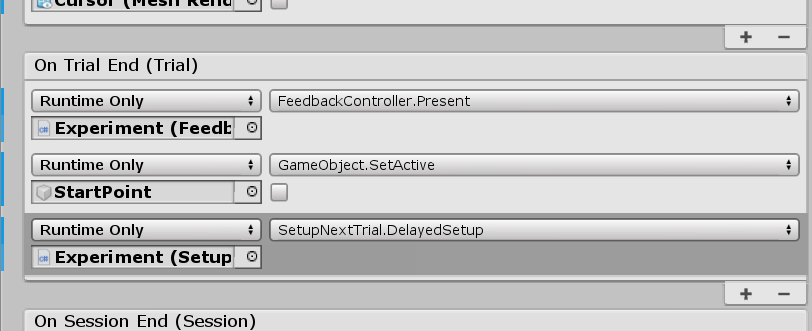 Cursor (Mesh Rend
+ −
On Trial End (Trial)
Runtime Only FeedbackController.Present
Experiment (Feedb
Runtime Only GameObject.SetActive
StartPoint
Runtime Only SetupNextTrial.DelayedSetup
Experiment (Setup
+ −
On Session End (Session)